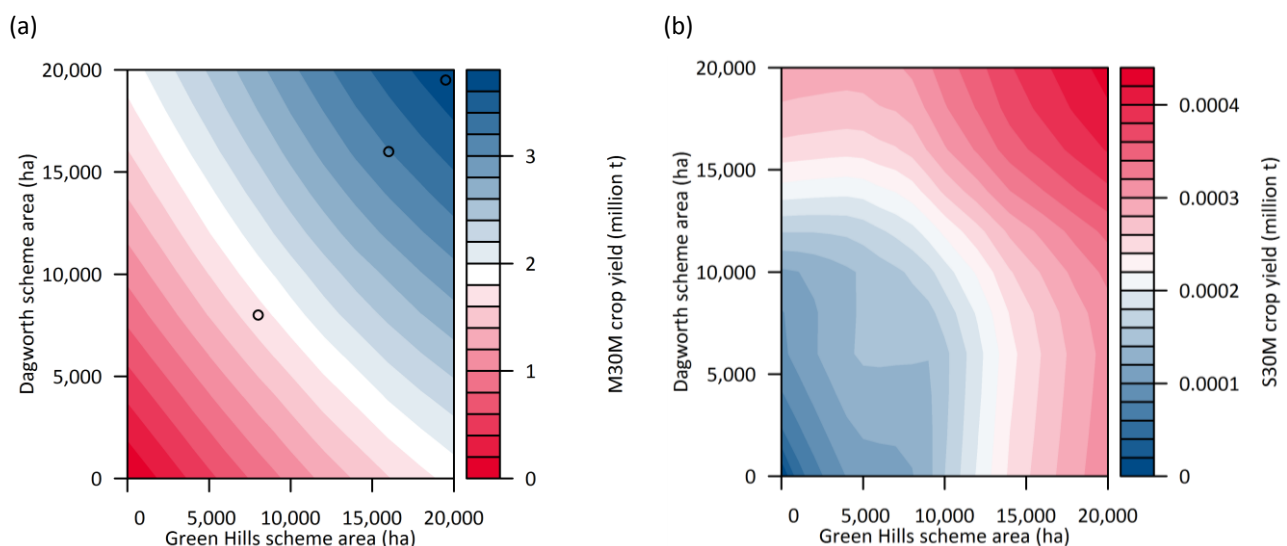 (a)
20,000
15,000
10,000
5,000
0
Dagworth scheme area (ha)
0 5,000 10,000 15,000 20,000
Green Hills scheme area (ha)
3
2
1
0
M30M crop yield (million t)
(b)
20,000
15,000
10,000
5,000
0
Dagworth scheme area (ha)
0 5,000 10,000 15,000 20,000
Green Hills scheme area (ha)
0.0004
0.0003
0.0002
0.0001
0
S30M crop yield (million t)